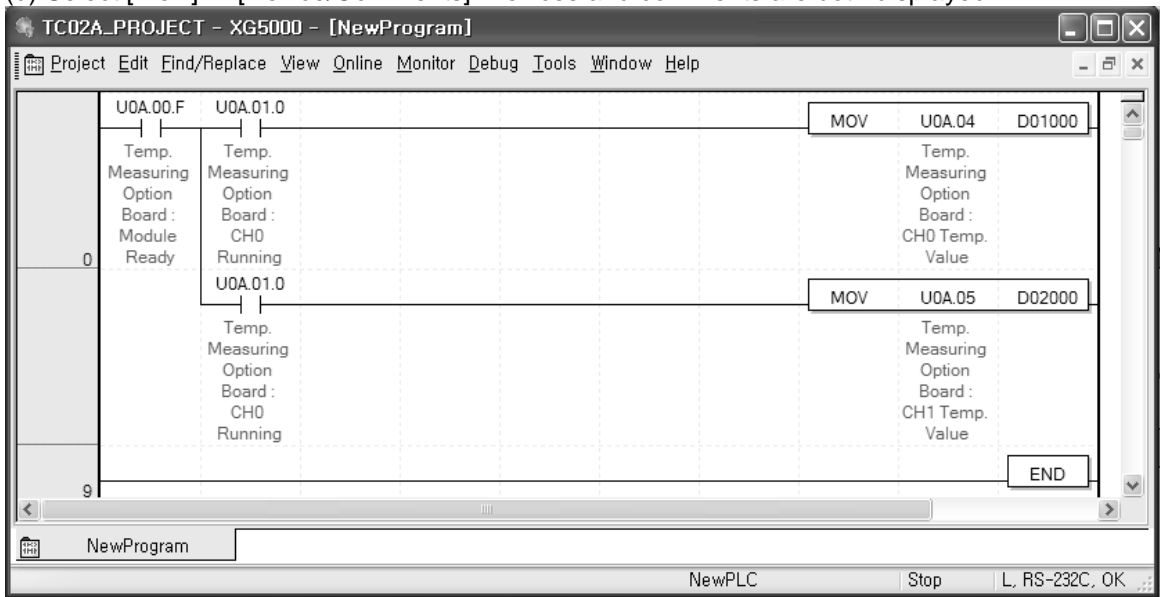 TC02A_PROJECT - XG5000 - [NewProgram]
Project Edit Find/Replace View Online Monitor Debug Tools Window Help
U0A.00.F U0A.01.0
MOV U0A.04 D01000
Temp. Measuring Option Board : Module Ready
Temp. Measuring Option Board : CH0 Running
Temp. Measuring Option Board : CH0 Temp. Value
0
U0A.01.0
MOV U0A.05 D02000
Temp. Measuring Option Board : CH0 Running
Temp. Measuring Option Board : CH1 Temp. Value
END
9
NewProgram
NewPLC Stop L, RS-232C, OK